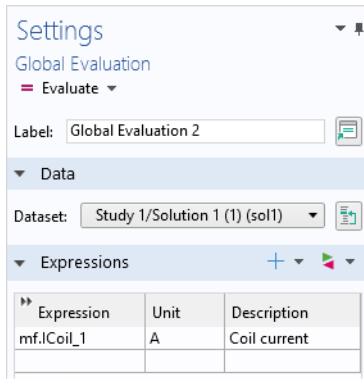 Settings
Global Evaluation
= Evaluate
Label: Global Evaluation 2
Data
Dataset: Study 1/Solution 1 (1) (sol1)
Expressions
Expression Unit Description
mf.ICoil_1 A Coil current